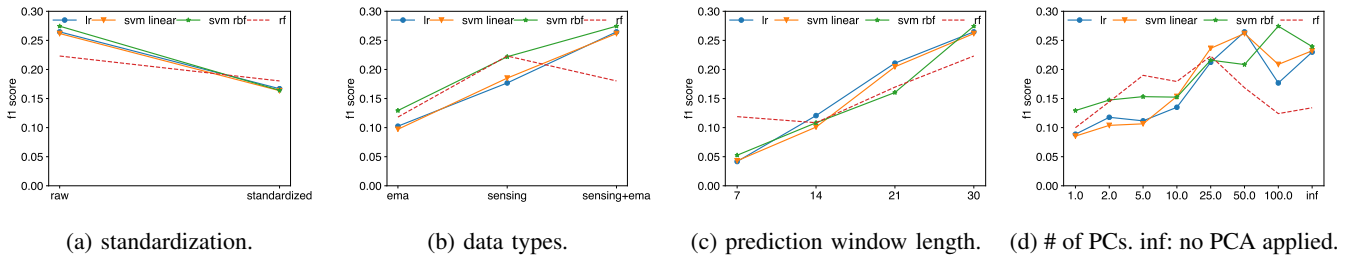 lr svm linear svm rbf rf
f1 score
0.30
0.25
0.20
0.15
0.10
0.05
0.00
raw standardized
(a) standardization.
lr svm linear svm rbf rf
f1 score
0.30
0.25
0.20
0.15
0.10
0.05
0.00
ema sensing sensing+ema
(b) data types.
lr svm linear svm rbf rf
f1 score
0.30
0.25
0.20
0.15
0.10
0.05
0.00
7 14 21 30
(c) prediction window length.
lr svm linear svm rbf rf
f1 score
0.30
0.25
0.20
0.15
0.10
0.05
0.00
1.0 2.0 5.0 10.0 25.0 50.0 100.0 inf
(d) # of PCs. inf: no PCA applied.